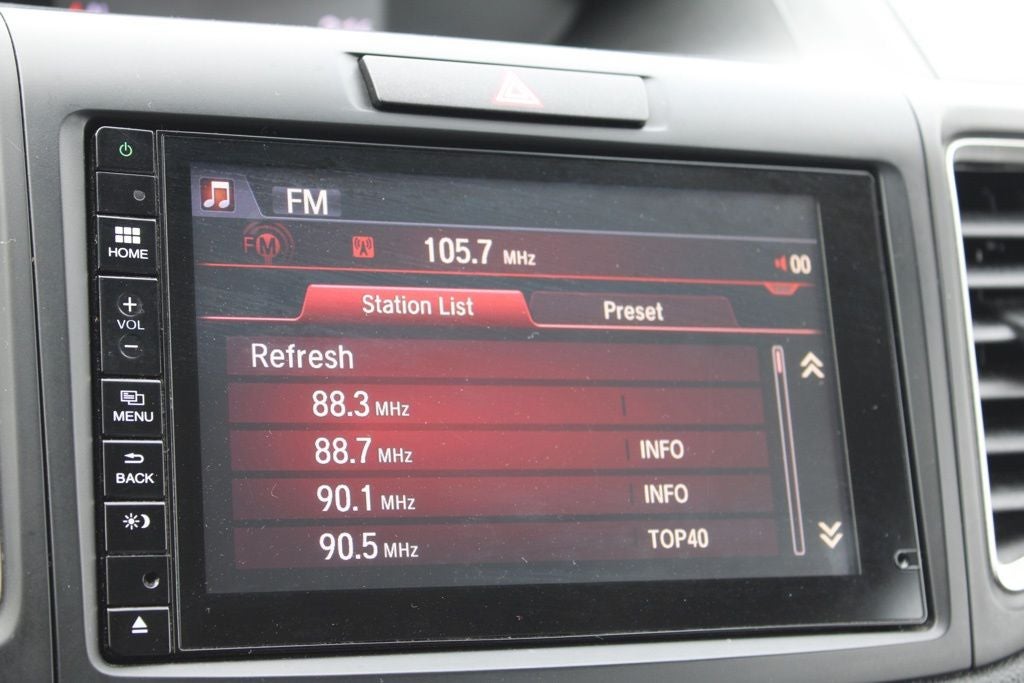 FM
FM
105.7 MHz
00
Station List
Preset
Refresh
88.3 MHz
88.7 MHz INFO
90.1 MHz INFO
90.5 MHz TOP40
HOME
+
VOL
−
MENU
BACK